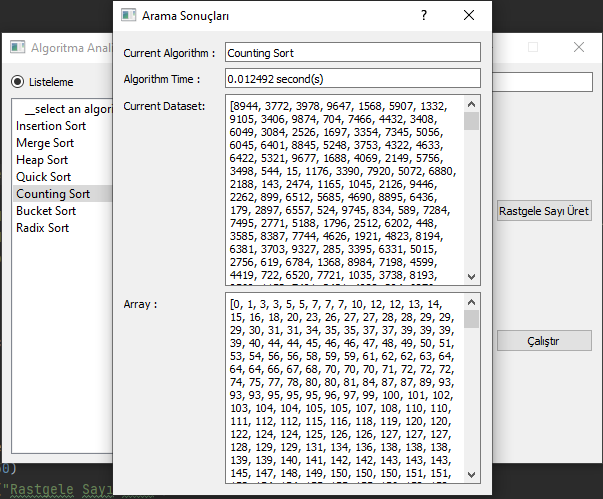 Algoritma Anali
Listeleme
__select an algori
Insertion Sort
Merge Sort
Heap Sort
Quick Sort
Counting Sort
Bucket Sort
Radix Sort
Arama Sonuçları
Current Algorithm :
Counting Sort
Algorithm Time :
0.012492 second(s)
Current Dataset:
[8944, 3772, 3978, 9647, 1568, 5907, 1332,
9105, 3406, 9874, 704, 7466, 4432, 3408,
6049, 3084, 2526, 1697, 3354, 7345, 5056,
6045, 6401, 8845, 5248, 3753, 4322, 4633,
6422, 5321, 9677, 1688, 4069, 2149, 5756,
3498, 544, 15, 1176, 3390, 7920, 5072, 6880,
2188, 143, 2474, 1165, 1045, 2126, 9446,
2262, 899, 6512, 5685, 4690, 8895, 6436,
179, 2897, 6557, 524, 9745, 834, 589, 7284,
7495, 2771, 5188, 1796, 2512, 6202, 448,
3585, 8387, 7744, 4626, 1921, 4823, 8194,
6381, 3703, 9327, 285, 3395, 6331, 5015,
2756, 619, 6784, 1368, 8984, 7198, 4599,
4419, 722, 6520, 7721, 1035, 3738, 8193,
Array :
[0, 1, 3, 3, 5, 5, 7, 7, 7, 10, 12, 12, 13, 14,
15, 16, 18, 20, 23, 26, 27, 27, 28, 28, 29, 29,
29, 30, 31, 31, 34, 35, 35, 37, 37, 39, 39, 39,
39, 40, 44, 44, 45, 46, 46, 47, 48, 49, 50, 51,
53, 54, 56, 56, 58, 59, 59, 61, 62, 62, 63, 64,
64, 64, 66, 67, 68, 70, 70, 70, 71, 72, 72, 72,
74, 75, 77, 78, 80, 80, 81, 84, 87, 87, 89, 93,
93, 93, 95, 95, 95, 96, 97, 99, 100, 101, 102,
103, 104, 104, 105, 105, 107, 108, 110, 110,
111, 112, 112, 115, 116, 118, 119, 120, 120,
122, 124, 124, 125, 126, 126, 127, 127, 127,
128, 129, 129, 131, 134, 136, 138, 138, 138,
139, 139, 140, 141, 142, 142, 143, 143, 143,
145, 147, 148, 149, 150, 150, 150, 151, 151,
Rastgele Sayı Üret
Çalıştır
("Rastgele Sayı